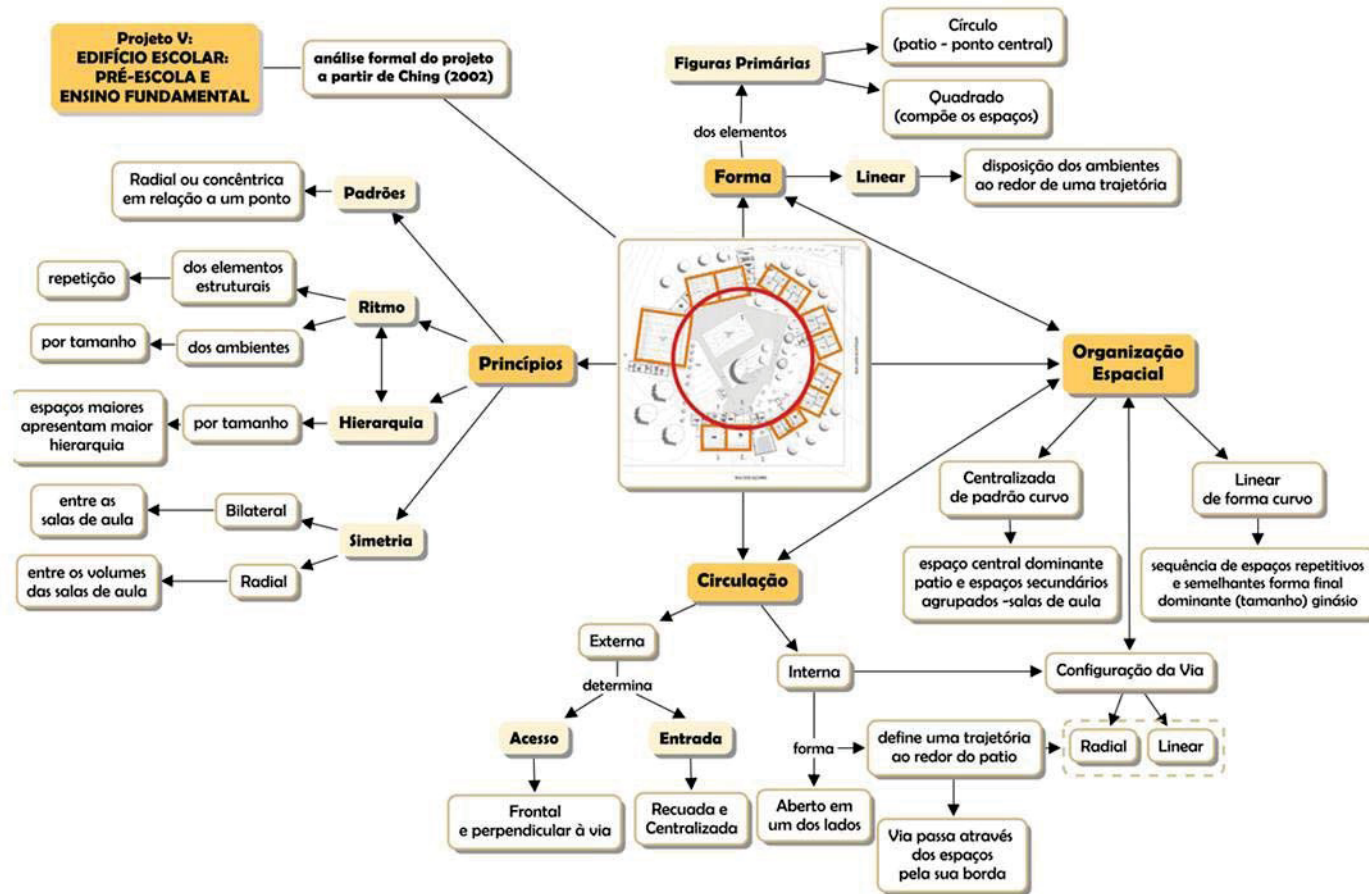 Projeto V:
EDIFÍCIO ESCOLAR:
PRÉ-ESCOLA E
ENSINO FUNDAMENTAL
análise formal do projeto
a partir de Ching (2002)
Figuras Primárias
Círculo
(patio - ponto central)
Quadrado
(compõe os espaços)
dos elementos
Forma
Linear
disposição dos ambientes
ao redor de uma trajetória
Radial ou concêntrica
em relação a um ponto
Padrões
repetição
dos elementos
estruturais
Ritmo
por tamanho
dos ambientes
Princípios
espaços maiores
apresentam maior
hierarquia
por tamanho
Hierarquia
entre as
salas de aula
Bilateral
Simetria
entre os volumes
das salas de aula
Radial
Organização
Espacial
Centralizada
de padrão curvo
Linear
de forma curvo
espaço central dominante
patio e espaços secundários
agrupados -salas de aula
sequência de espaços repetitivos
e semelhantes forma final
dominante (tamanho) ginásio
Circulação
Externa
determina
Acesso
Entrada
Frontal
e perpendicular à via
Recuada e
Centralizada
Interna
Configuração da Via
forma
define uma trajetória
ao redor do patio
Radial
Linear
Aberto em
um dos lados
Via passa através
dos espaços
pela sua borda